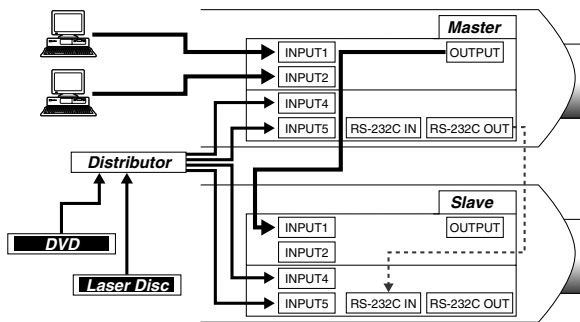 Master
INPUT1 OUTPUT
INPUT2
INPUT4
INPUT5 RS-232C IN RS-232C OUT
Distributor
Slave
INPUT1 OUTPUT
INPUT2
DVD
INPUT4
Laser Disc
INPUT5 RS-232C IN RS-232C OUT